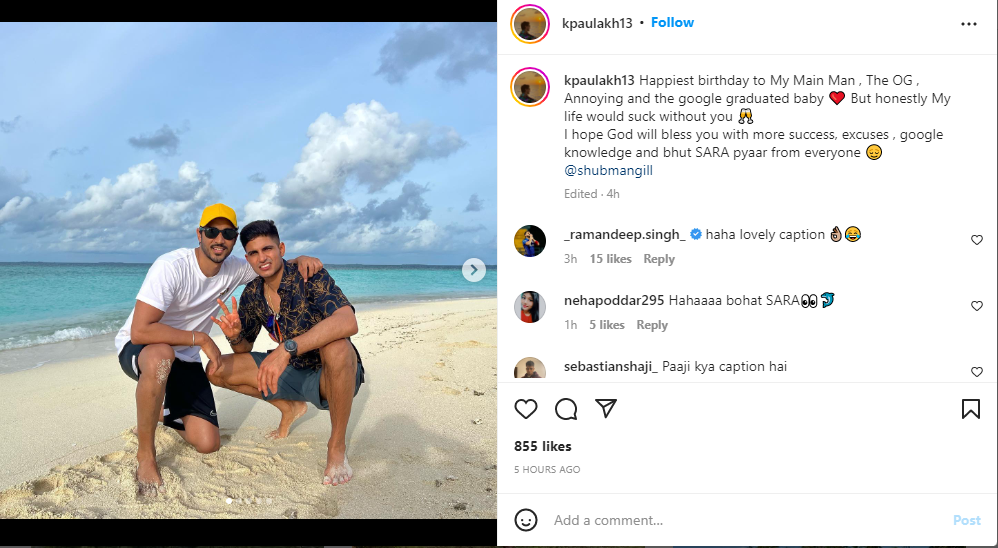 kpaulakh13 • Follow
kpaulakh13 Happiest birthday to My Main Man , The OG ,
Annoying and the google graduated baby ❤️ But honestly My
life would suck without you 🥂
I hope God will bless you with more success, excuses , google
knowledge and bhut SARA pyaar from everyone 😌
@shubmangill
Edited · 4h
_ramandeep.singh_ haha lovely caption 👌😂
3h 15 likes Reply
nehapoddar295 Hahaaaa bohat SARA👀🐬
1h 5 likes Reply
sebastianshaji_ Paaji kya caption hai
855 likes
5 HOURS AGO
Add a comment...
Post